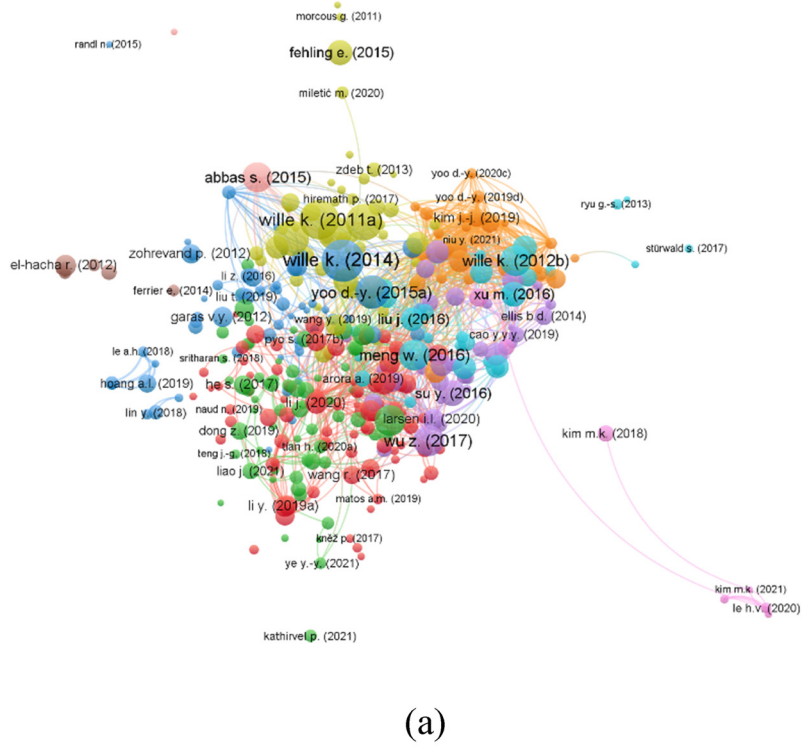 morcous g. (2011)
randl n. (2015)
fehling e. (2015)
miletić m. (2020)
zdeb t. (2013)
yoo d.-y. (2020c)
abbas s. (2015)
yoo d.-y. (2019d)
hiremath p. (2017)
ryu g.-s. (2013)
wille k. (2011a)
kim j.-j. (2019)
niu y. (2021)
stürwald s. (2017)
zohrevand p. (2012)
wille k. (2014)
wille k. (2012b)
el-hacha r. (2012)
li z. (2016)
ferrier e. (2014)
liu t. (2019)
yoo d.-y. (2015a)
xu m. (2016)
garas v.y. (2012)
wang y. (2019)
liu j. (2016)
ellis b d. (2014)
pyo s. (2017b)
cao y.y.y. (2019)
le a.h. (2018)
sritharan s. (2018)
meng w. (2016)
hoang a.l. (2019)
he s. (2017)
arora a. (2019)
su y. (2016)
lin y. (2018)
naud n. (2019)
li j. (2020)
larsen i.l. (2020)
dong z. (2019)
kim m.k. (2018)
tian h. (2020a)
wu z. (2017)
teng j.-g. (2018)
liao j. (2021)
wang r. (2017)
matos a.m. (2019)
li y. (2019a)
kněž p. (2017)
ye y.-y. (2021)
kim m.k. (2021)
le h.v. (2020)
kathirvel p. (2021)
(a)